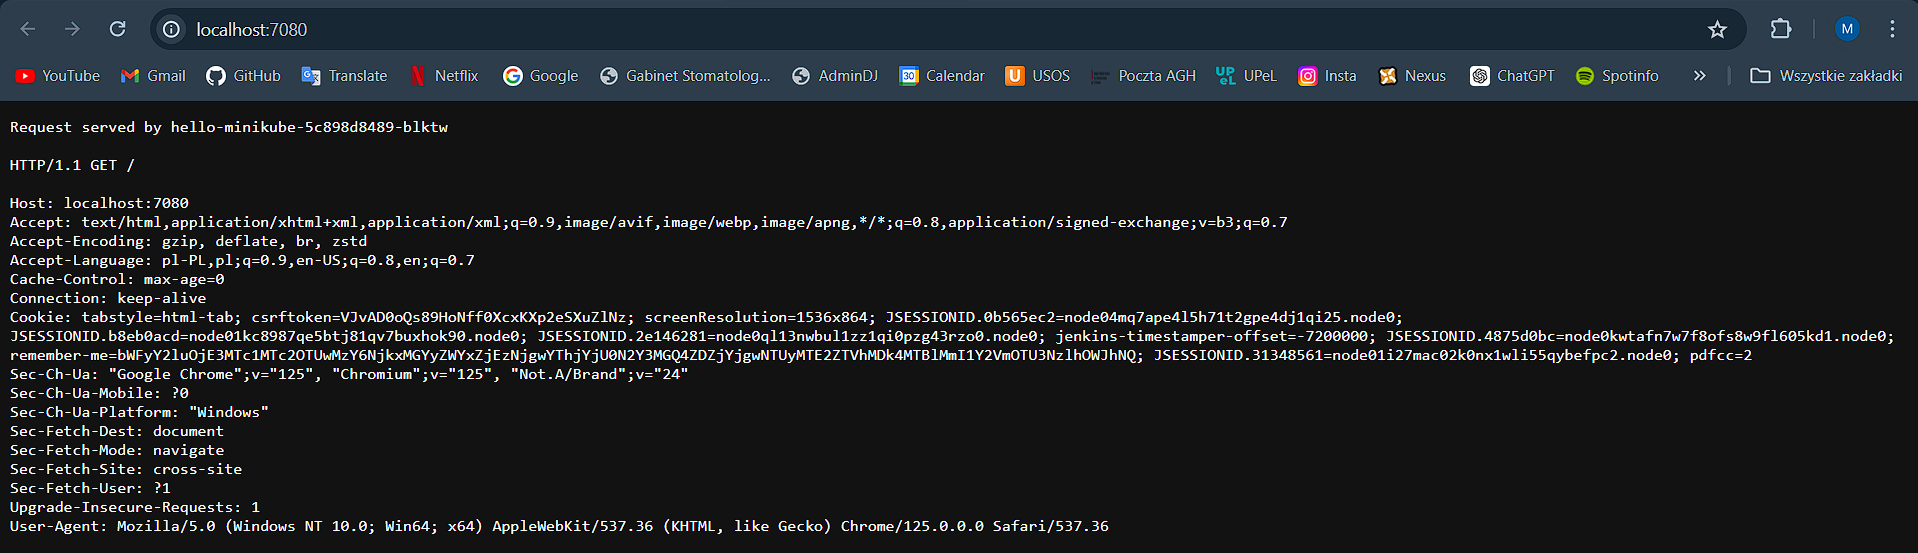 localhost:7080
M
YouTube Gmail GitHub Translate Netflix Google Gabinet Stomatolog... AdminDJ Calendar USOS Poczta AGH UPeL Insta Nexus ChatGPT Spotinfo » Wszystkie zakładki
Request served by hello-minikube-5c898d8489-blktw
HTTP/1.1 GET /
Host: localhost:7080
Accept: text/html,application/xhtml+xml,application/xml;q=0.9,image/avif,image/webp,image/apng,*/*;q=0.8,application/signed-exchange;v=b3;q=0.7
Accept-Encoding: gzip, deflate, br, zstd
Accept-Language: pl-PL,pl;q=0.9,en-US;q=0.8,en;q=0.7
Cache-Control: max-age=0
Connection: keep-alive
Cookie: tabstyle=html-tab; csrftoken=VJvAD0oQs89HoNff0XcxKXp2eSXuZlNz; screenResolution=1536x864; JSESSIONID.0b565ec2=node04mq7ape4l5h71t2gpe4dj1qi25.node0;
JSESSIONID.b8eb0acd=node01kc8987qe5btj81qv7buxhok90.node0; JSESSIONID.2e146281=node0ql13nwbul1zz1qi0pzg43rzo0.node0; jenkins-timestamper-offset=-7200000; JSESSIONID.4875d0bc=node0kwtafn7w7f8ofs8w9fl605kd1.node0;
remember-me=bWFyY2luOjE3MTc1MTc2OTUwMzY6NjkxMGYyZWYxZjEzNjgwYThjYjU0N2Y3MGQ4ZDZjYjgwNTUyMTE2ZTVhMDk4MTBlMmI1Y2VmOTU3NzlhOWJhNQ; JSESSIONID.31348561=node01i27mac02k0nx1wli55qybefpc2.node0; pdfcc=2
Sec-Ch-Ua: "Google Chrome";v="125", "Chromium";v="125", "Not.A/Brand";v="24"
Sec-Ch-Ua-Mobile: ?0
Sec-Ch-Ua-Platform: "Windows"
Sec-Fetch-Dest: document
Sec-Fetch-Mode: navigate
Sec-Fetch-Site: cross-site
Sec-Fetch-User: ?1
Upgrade-Insecure-Requests: 1
User-Agent: Mozilla/5.0 (Windows NT 10.0; Win64; x64) AppleWebKit/537.36 (KHTML, like Gecko) Chrome/125.0.0.0 Safari/537.36